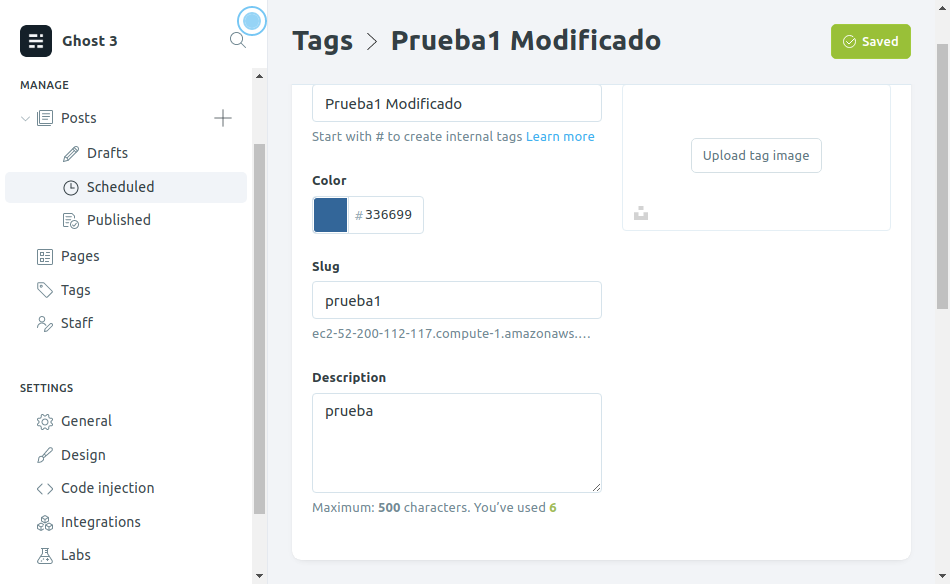 Ghost 3
MANAGE
Posts
Drafts
Scheduled
Published
Pages
Tags
Staff
SETTINGS
General
Design
Code injection
Integrations
Labs
Tags > Prueba1 Modificado
Saved
Prueba1 Modificado
Start with # to create internal tags Learn more
Upload tag image
Color
#336699
Slug
prueba1
ec2-52-200-112-117.compute-1.amazonaws.…
Description
prueba
Maximum: 500 characters. You've used 6